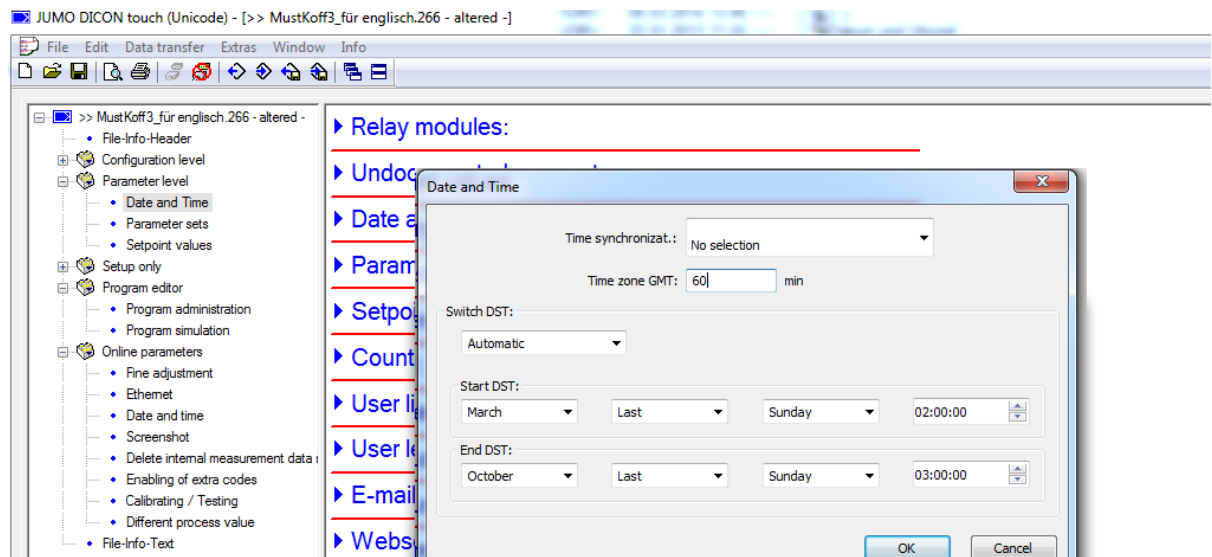 JUMO DICON touch (Unicode) - [>> MustKoff3_für englisch.266 - altered -]
File Edit Data transfer Extras Window Info
>> MustKoff3_für englisch.266 - altered -
File-Info-Header
Configuration level
Parameter level
Date and Time
Parameter sets
Setpoint values
Setup only
Program editor
Program administration
Program simulation
Online parameters
Fine adjustment
Ethernet
Date and time
Screenshot
Delete internal measurement data
Enabling of extra codes
Calibrating / Testing
Different process value
File-Info-Text
Relay modules:
Date a
Param
Setpo
Count
User li
User le
E-mail
Webs
Date and Time
Time synchronizat.: No selection
Time zone GMT: 60 min
Switch DST:
Automatic
Start DST:
March Last Sunday 02:00:00
End DST:
October Last Sunday 03:00:00
OK Cancel